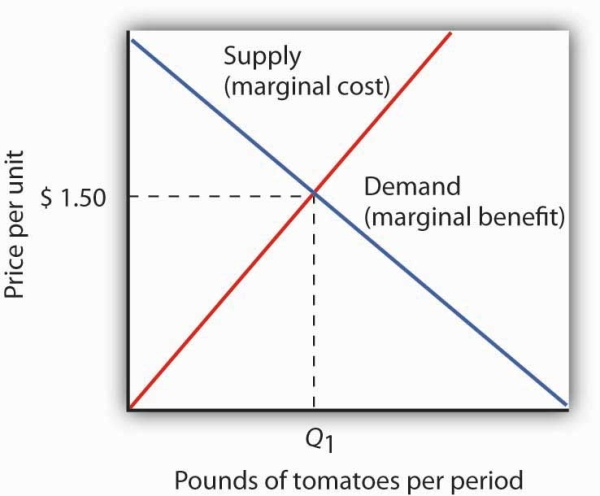 Supply
(marginal cost)
Demand
(marginal benefit)
Price per unit
$ 1.50
Q1
Pounds of tomatoes per period